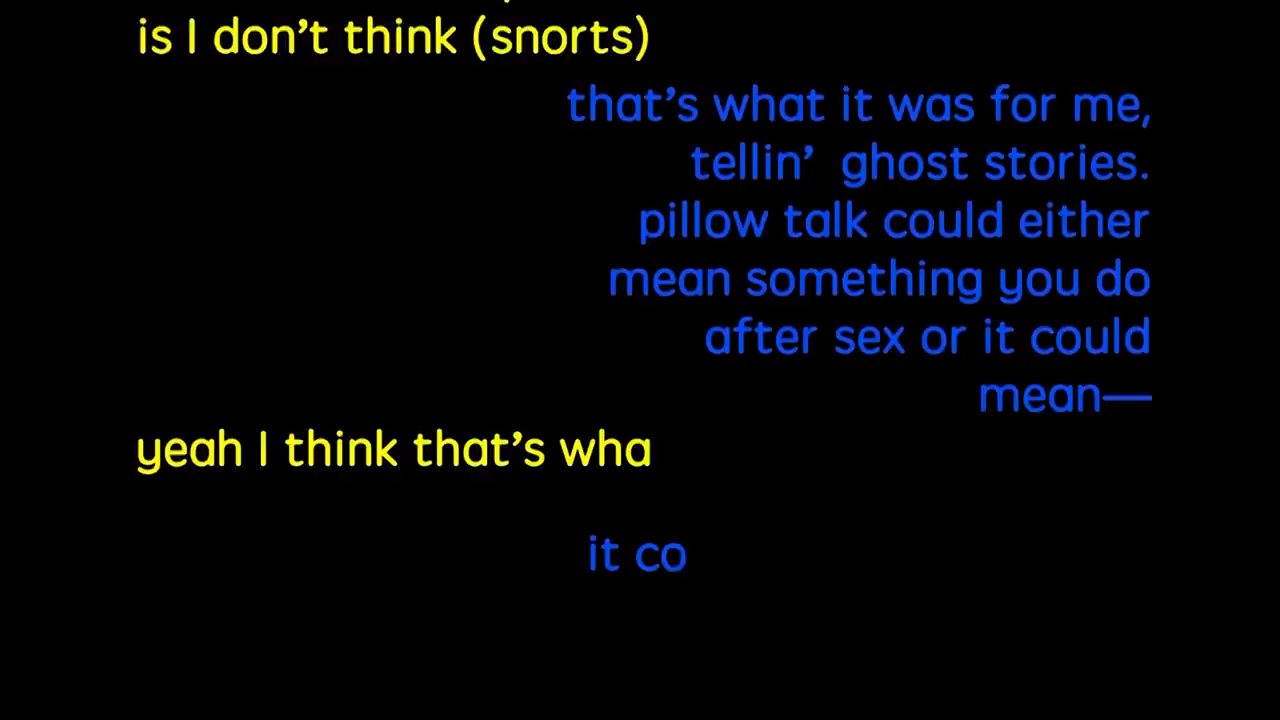 is I don’t think (snorts)
that’s what it was for me,
tellin’ ghost stories.
pillow talk could either
mean something you do
after sex or it could
mean—
yeah I think that’s wha
it co